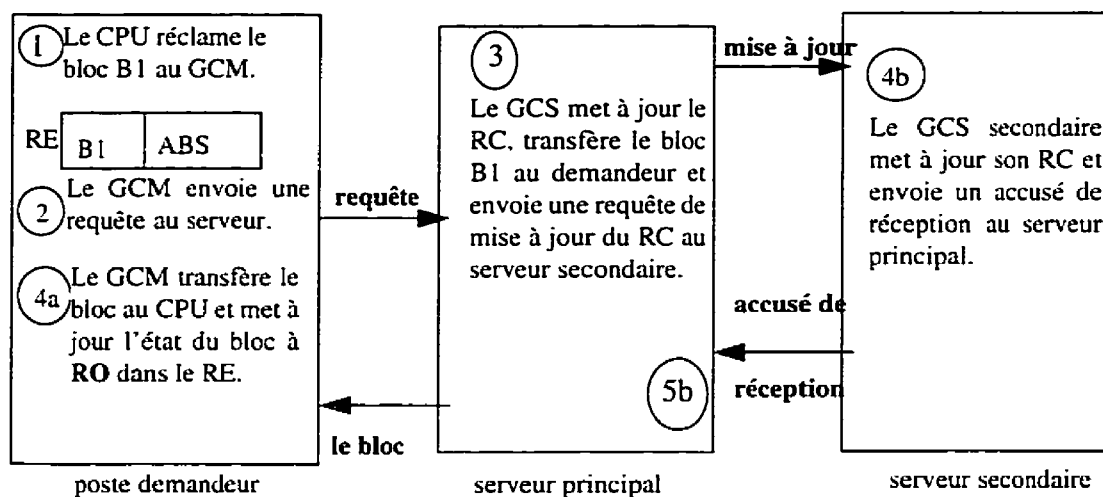 1
Le CPU réclame le
bloc B1 au GCM.
RE
B1
ABS
2
Le GCM envoie une
requête au serveur.
4a
Le GCM transfère le
bloc au CPU et met à
jour l'état du bloc à
RO dans le RE.
requête
le bloc
poste demandeur
3
Le GCS met à jour le
RC, transfère le bloc
B1 au demandeur et
envoie une requête de
mise à jour du RC au
serveur secondaire.
5b
serveur principal
mise à jour
accusé de
réception
4b
Le GCS secondaire
met à jour son RC et
envoie un accusé de
réception au serveur
principal.
serveur secondaire